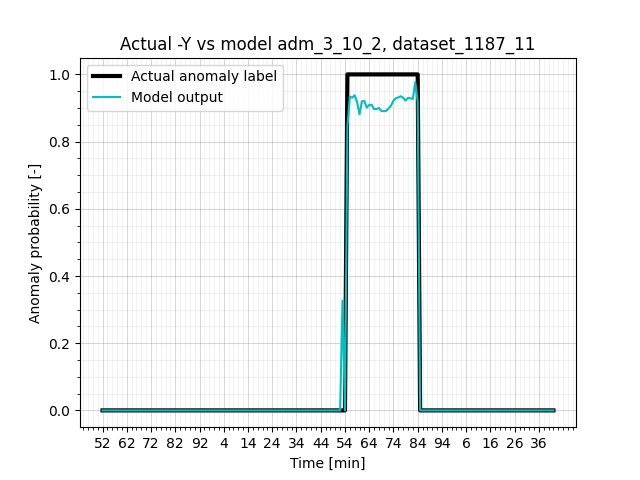 Actual -Y vs model adm_3_10_2, dataset_1187_11
Actual anomaly label
Model output
Anomaly probability [-]
1.0
0.8
0.6
0.4
0.2
0.0
52 62 72 82 92 4 14 24 34 44 54 64 74 84 94 6 16 26 36
Time [min]